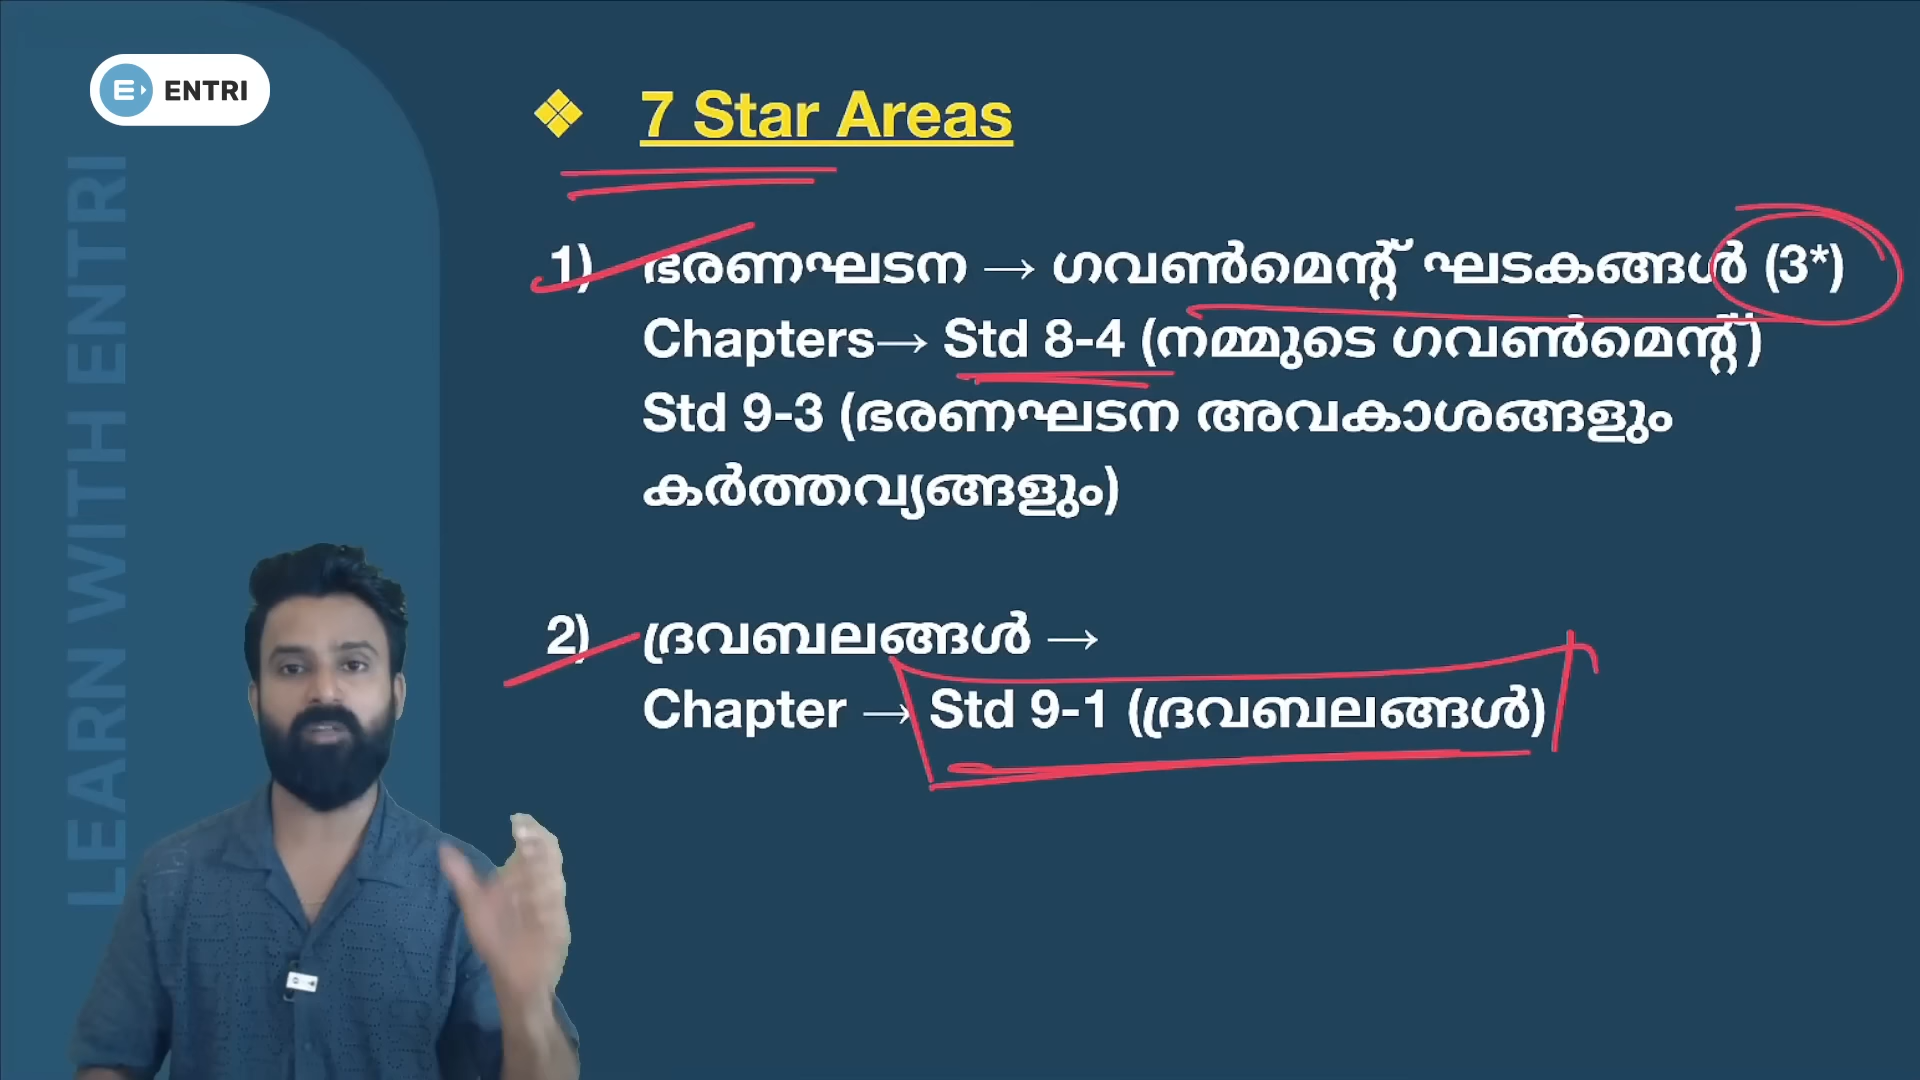 ENTRI
LEARN WITH ENTRI
7 Star Areas
1) ഭരണഘടന → ഗവൺമെന്റ് ഘടകങ്ങൾ (3*)
Chapters→ Std 8-4 (നമ്മുടെ ഗവൺമെന്റ്)
Std 9-3 (ഭരണഘടന അവകാശങ്ങളും
കർത്തവ്യങ്ങളും)
2) ദ്രവബലങ്ങൾ →
Chapter → Std 9-1 (ദ്രവബലങ്ങൾ)